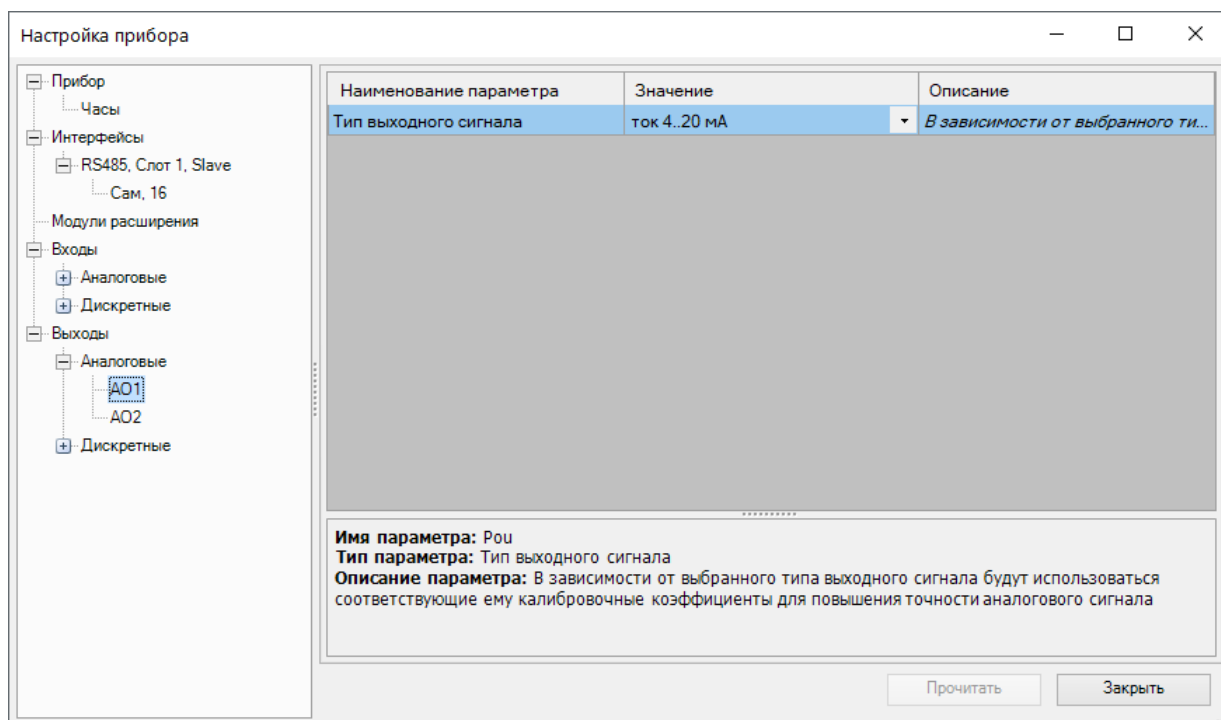 Настройка прибора
Прибор
Часы
Интерфейсы
RS485, Слот 1, Slave
Сам, 16
Модули расширения
Входы
Аналоговые
Дискретные
Выходы
Аналоговые
AO1
AO2
Дискретные
Наименование параметра Значение Описание
Тип выходного сигнала ток 4..20 мА В зависимости от выбранного ти...
Имя параметра: Pou
Тип параметра: Тип выходного сигнала
Описание параметра: В зависимости от выбранного типа выходного сигнала будут использоваться
соответствующие ему калибровочные коэффициенты для повышения точности аналогового сигнала
Прочитать Закрыть